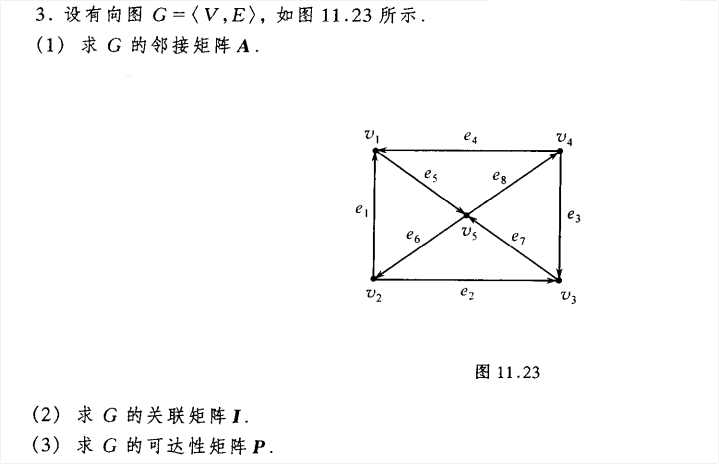 3. 设有向图 G=⟨V,E⟩, 如图 11.23 所示.
(1) 求 G 的邻接矩阵 A.
v₁ e₄ v₄
e₅ e₈
e₁ e₃
e₆ v₅ e₇
v₂ e₂ v₃
图 11.23
(2) 求 G 的关联矩阵 I.
(3) 求 G 的可达性矩阵 P.